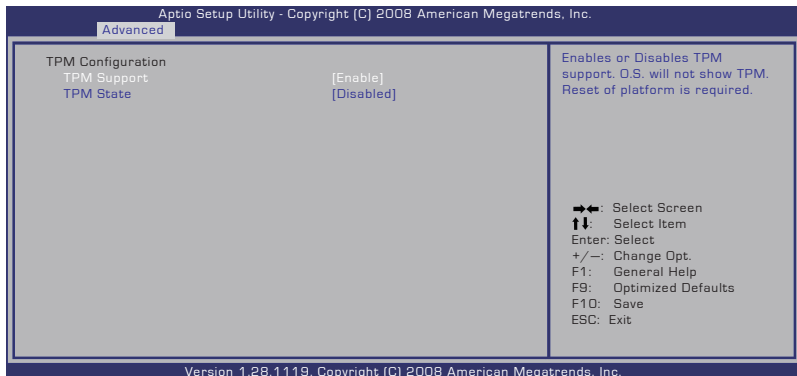 Aptio Setup Utility - Copyright (C) 2008 American Megatrends, Inc.
Advanced
TPM Configuration
TPM Support [Enable]
TPM State [Disabled]
Enables or Disables TPM
support. O.S. will not show TPM.
Reset of platform is required.
→←: Select Screen
↑↓: Select Item
Enter: Select
+/—: Change Opt.
F1: General Help
F9: Optimized Defaults
F10: Save
ESC: Exit
Version 1.28.1119. Copyright (C) 2008 American Megatrends, Inc.